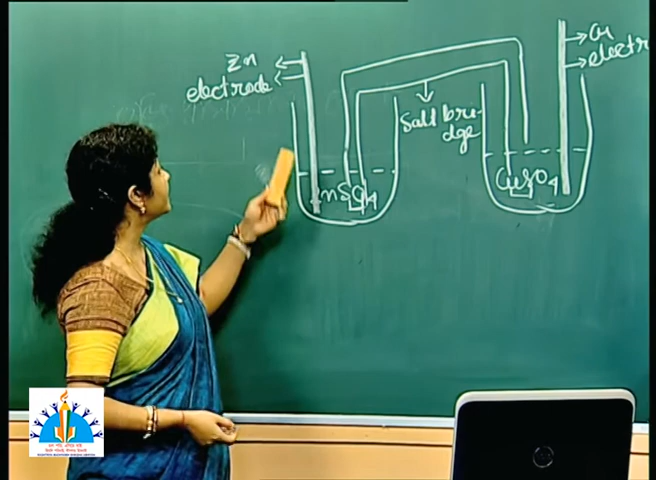 Zn
electrode
Cu
electr
Salt bri-
dge
ZnSO4
CuSO4